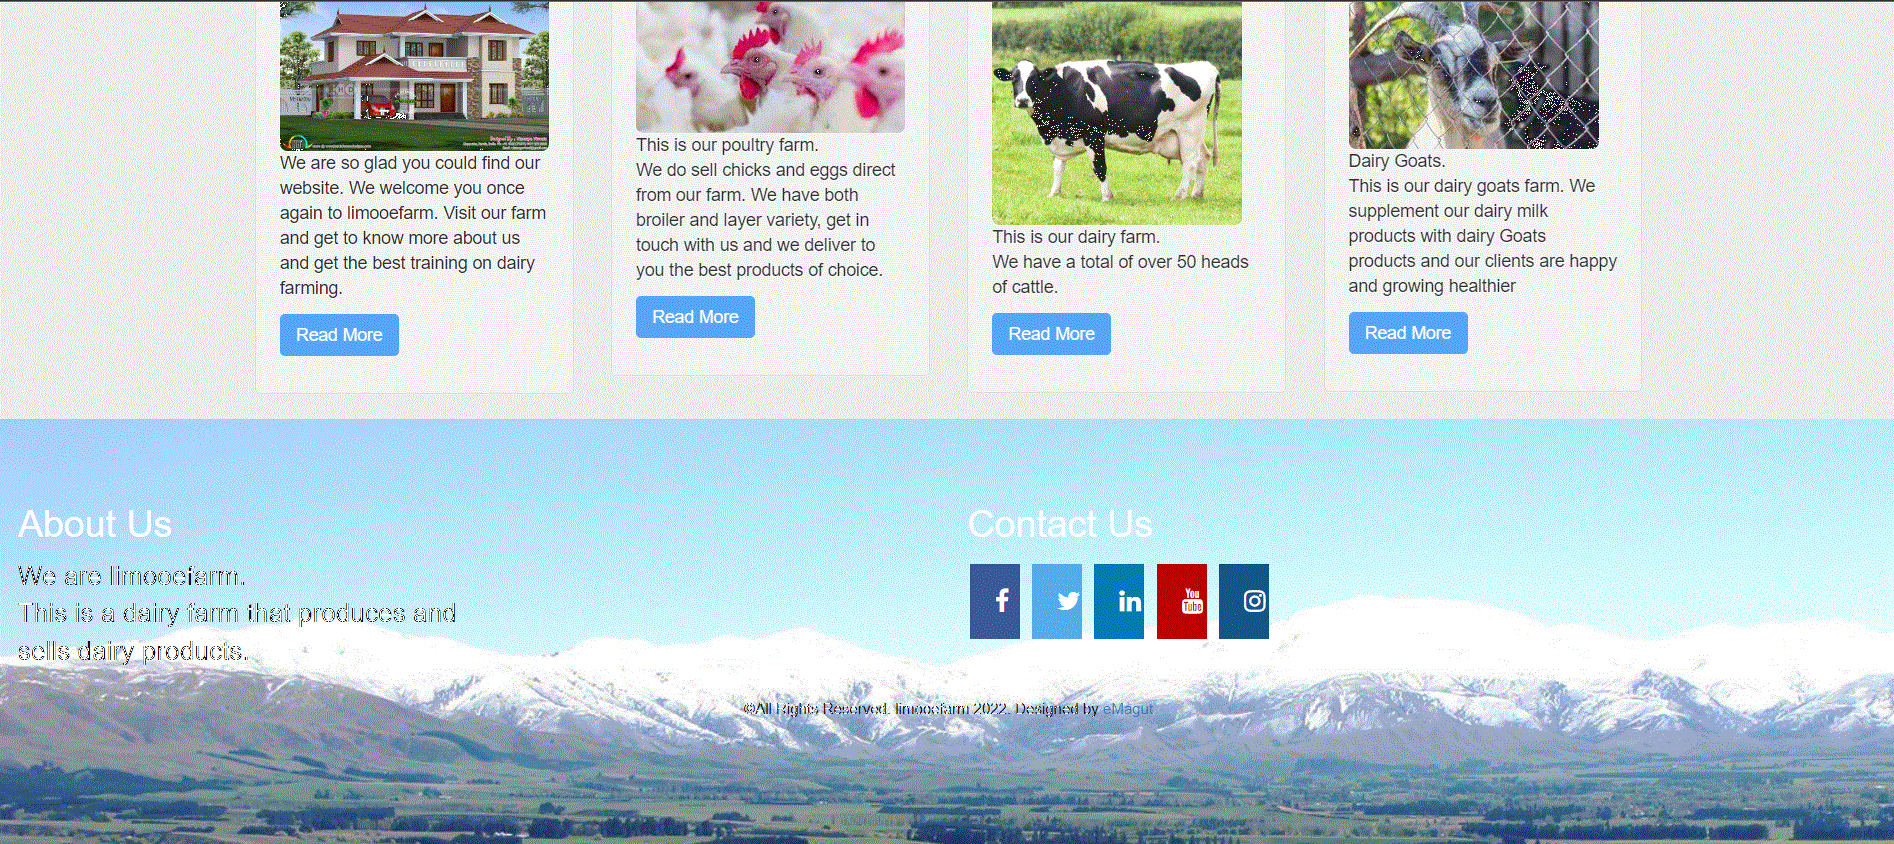 We are so glad you could find our
website. We welcome you once
again to limooefarm. Visit our farm
and get to know more about us
and get the best training on dairy
farming.
Read More
This is our poultry farm.
We do sell chicks and eggs direct
from our farm. We have both
broiler and layer variety, get in
touch with us and we deliver to
you the best products of choice.
Read More
This is our dairy farm.
We have a total of over 50 heads
of cattle.
Read More
Dairy Goats.
This is our dairy goats farm. We
supplement our dairy milk
products with dairy Goats
products and our clients are happy
and growing healthier
Read More
About Us
We are limooefarm.
This is a dairy farm that produces and
sells dairy products.
Contact Us
You
Tube
©All Rights Reserved. limooefarm 2022. Designed by eMagut